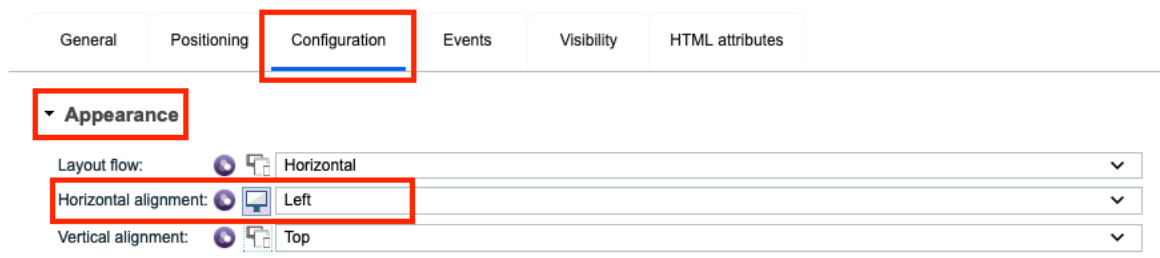 General Positioning Configuration Events Visibility HTML attributes
Appearance
Layout flow: Horizontal
Horizontal alignment: Left
Vertical alignment: Top